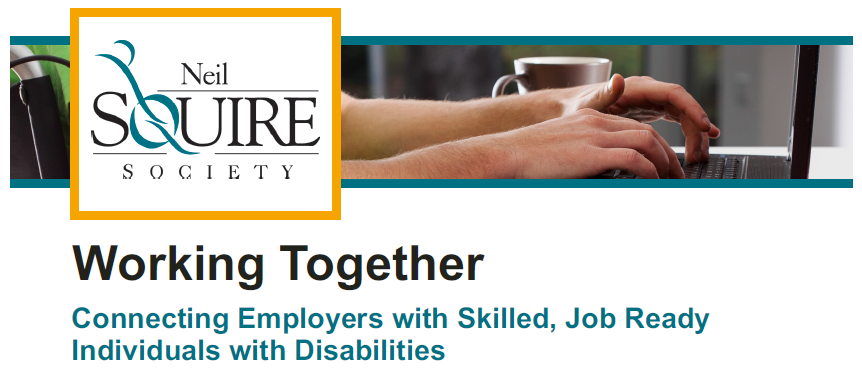 Neil
SQUIRE
SOCIETY
Working Together
Connecting Employers with Skilled, Job Ready
Individuals with Disabilities